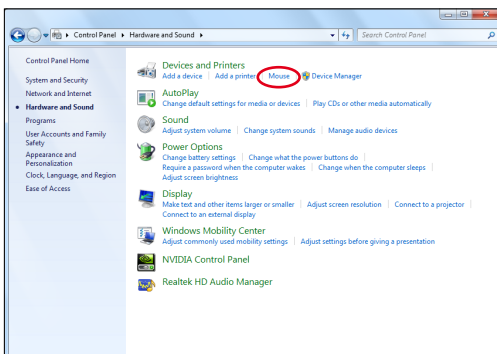 Control Panel Hardware and Sound Search Control Panel
Control Panel Home
System and Security
Network and Internet
Hardware and Sound
Programs
User Accounts and Family
Safety
Appearance and
Personalization
Clock, Language, and Region
Ease of Access
Devices and Printers
Add a device Add a printer Mouse Device Manager
AutoPlay
Change default settings for media or devices Play CDs or other media automatically
Sound
Adjust system volume Change system sounds Manage audio devices
Power Options
Change battery settings Change what the power buttons do
Require a password when the computer wakes Change when the computer sleeps
Adjust screen brightness
Display
Make text and other items larger or smaller Adjust screen resolution Connect to a projector
Connect to an external display
Windows Mobility Center
Adjust commonly used mobility settings Adjust settings before giving a presentation
NVIDIA Control Panel
Realtek HD Audio Manager